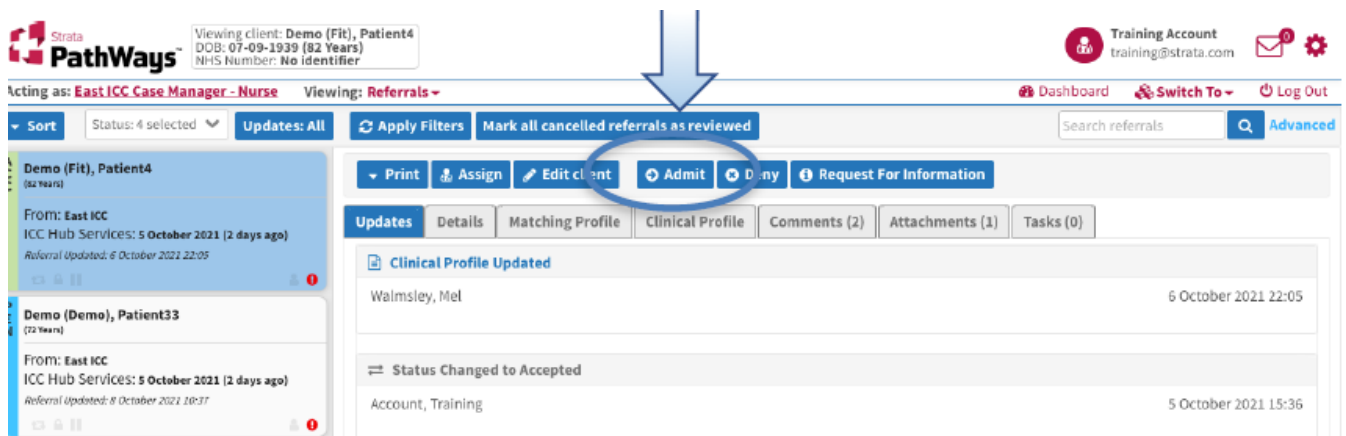 Strata
PathWays™
Viewing client: Demo (Fit), Patient4
DOB: 07-09-1939 (82 Years)
NHS Number: No identifier
Training Account
training@strata.com
0
Acting as: East ICC Case Manager - Nurse Viewing: Referrals
Dashboard Switch To Log Out
Sort Status: 4 selected Updates: All Apply Filters Mark all cancelled referrals as reviewed Search referrals Advanced
Demo (Fit), Patient4
(82 Years)
From: East ICC
ICC Hub Services: 5 October 2021 (2 days ago)
Referral Updated: 6 October 2021 22:05
Demo (Demo), Patient33
(72 Years)
From: East ICC
ICC Hub Services: 5 October 2021 (2 days ago)
Referral Updated: 8 October 2021 10:37
Print Assign Edit client Admit Deny Request For Information
Updates Details Matching Profile Clinical Profile Comments (2) Attachments (1) Tasks (0)
Clinical Profile Updated
Walmsley, Mel 6 October 2021 22:05
Status Changed to Accepted
Account, Training 5 October 2021 15:36